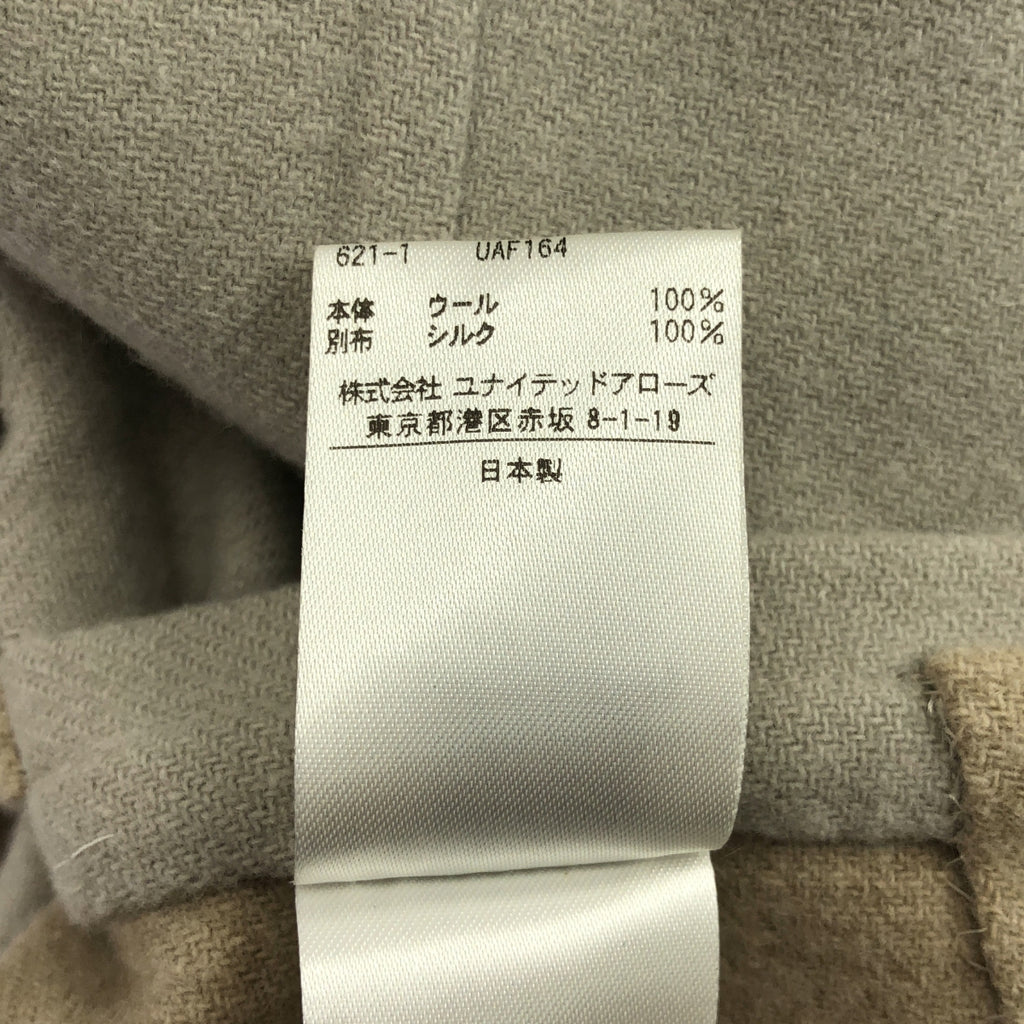 621-1 UAF164
本体 ウール 100%
別布 シルク 100%
株式会社 ユナイテッドアローズ
東京都港区赤坂 8-1-19
日本製